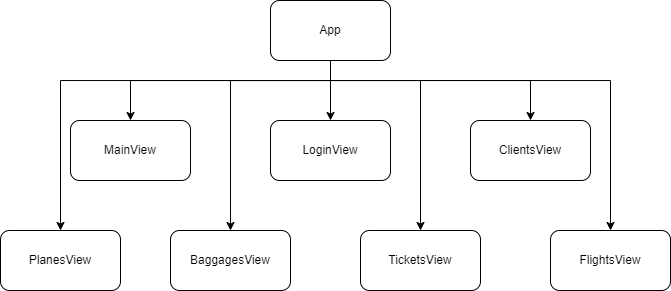 App
MainView
LoginView
ClientsView
PlanesView
BaggagesView
TicketsView
FlightsView